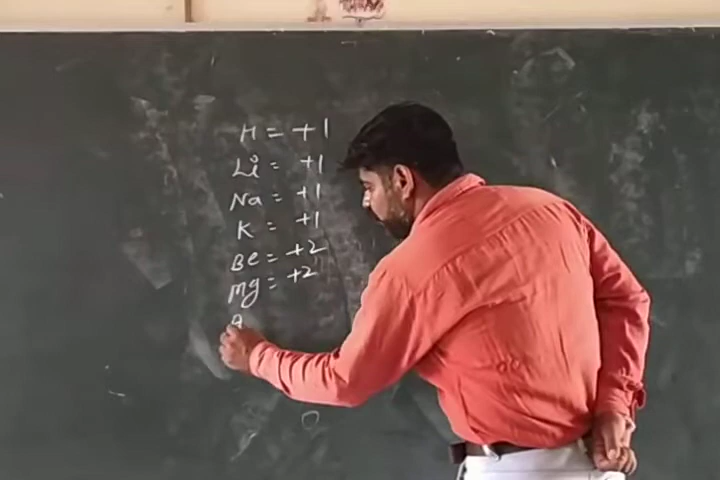 H = +1
Li = +1
Na = +1
K = +1
Be = +2
Mg = +2